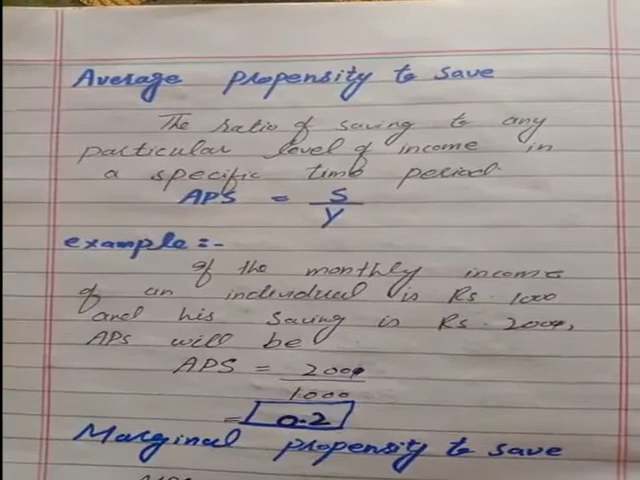 Average propensity to save
The ratio of saving to any
particular level of income in
a specific time period.
APS = S
Y
example :-
If the monthly income
of an individual is Rs. 1000
and his saving is Rs. 200,
APS will be
APS = 200
1000
= 0.2
Marginal propensity to save